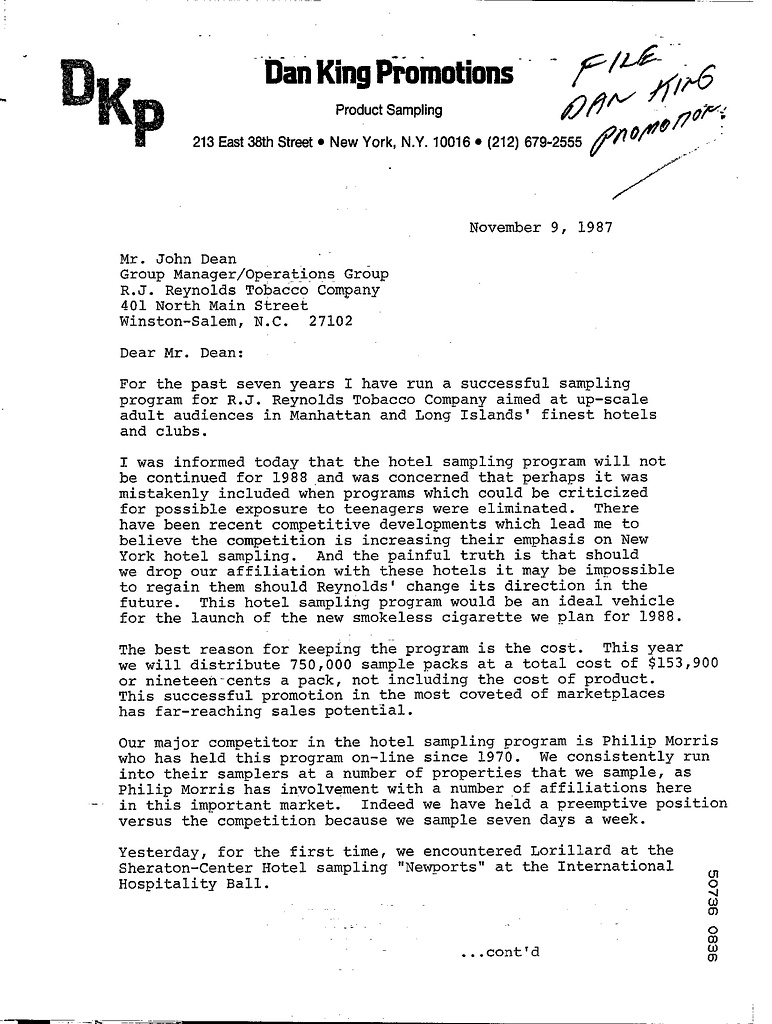 DKP
Dan King Promotions
Product Sampling
213 East 38th Street • New York, N.Y. 10016 • (212) 679-2555
FILE
DAN KING
PROMOTION
November 9, 1987
Mr. John Dean
Group Manager/Operations Group
R.J. Reynolds Tobacco Company
401 North Main Street
Winston-Salem, N.C.  27102
Dear Mr. Dean:
For the past seven years I have run a successful sampling
program for R.J. Reynolds Tobacco Company aimed at up-scale
adult audiences in Manhattan and Long Islands' finest hotels
and clubs.
I was informed today that the hotel sampling program will not
be continued for 1988 and was concerned that perhaps it was
mistakenly included when programs which could be criticized
for possible exposure to teenagers were eliminated.  There
have been recent competitive developments which lead me to
believe the competition is increasing their emphasis on New
York hotel sampling.  And the painful truth is that should
we drop our affiliation with these hotels it may be impossible
to regain them should Reynolds' change its direction in the
future.  This hotel sampling program would be an ideal vehicle
for the launch of the new smokeless cigarette we plan for 1988.
The best reason for keeping the program is the cost.  This year
we will distribute 750,000 sample packs at a total cost of $153,900
or nineteen cents a pack, not including the cost of product.
This successful promotion in the most coveted of marketplaces
has far-reaching sales potential.
Our major competitor in the hotel sampling program is Philip Morris
who has held this program on-line since 1970.  We consistently run
into their samplers at a number of properties that we sample, as
Philip Morris has involvement with a number of affiliations here
in this important market.  Indeed we have held a preemptive position
versus the competition because we sample seven days a week.
Yesterday, for the first time, we encountered Lorillard at the
Sheraton-Center Hotel sampling "Newports" at the International
Hospitality Ball.
...cont'd
50736 0836